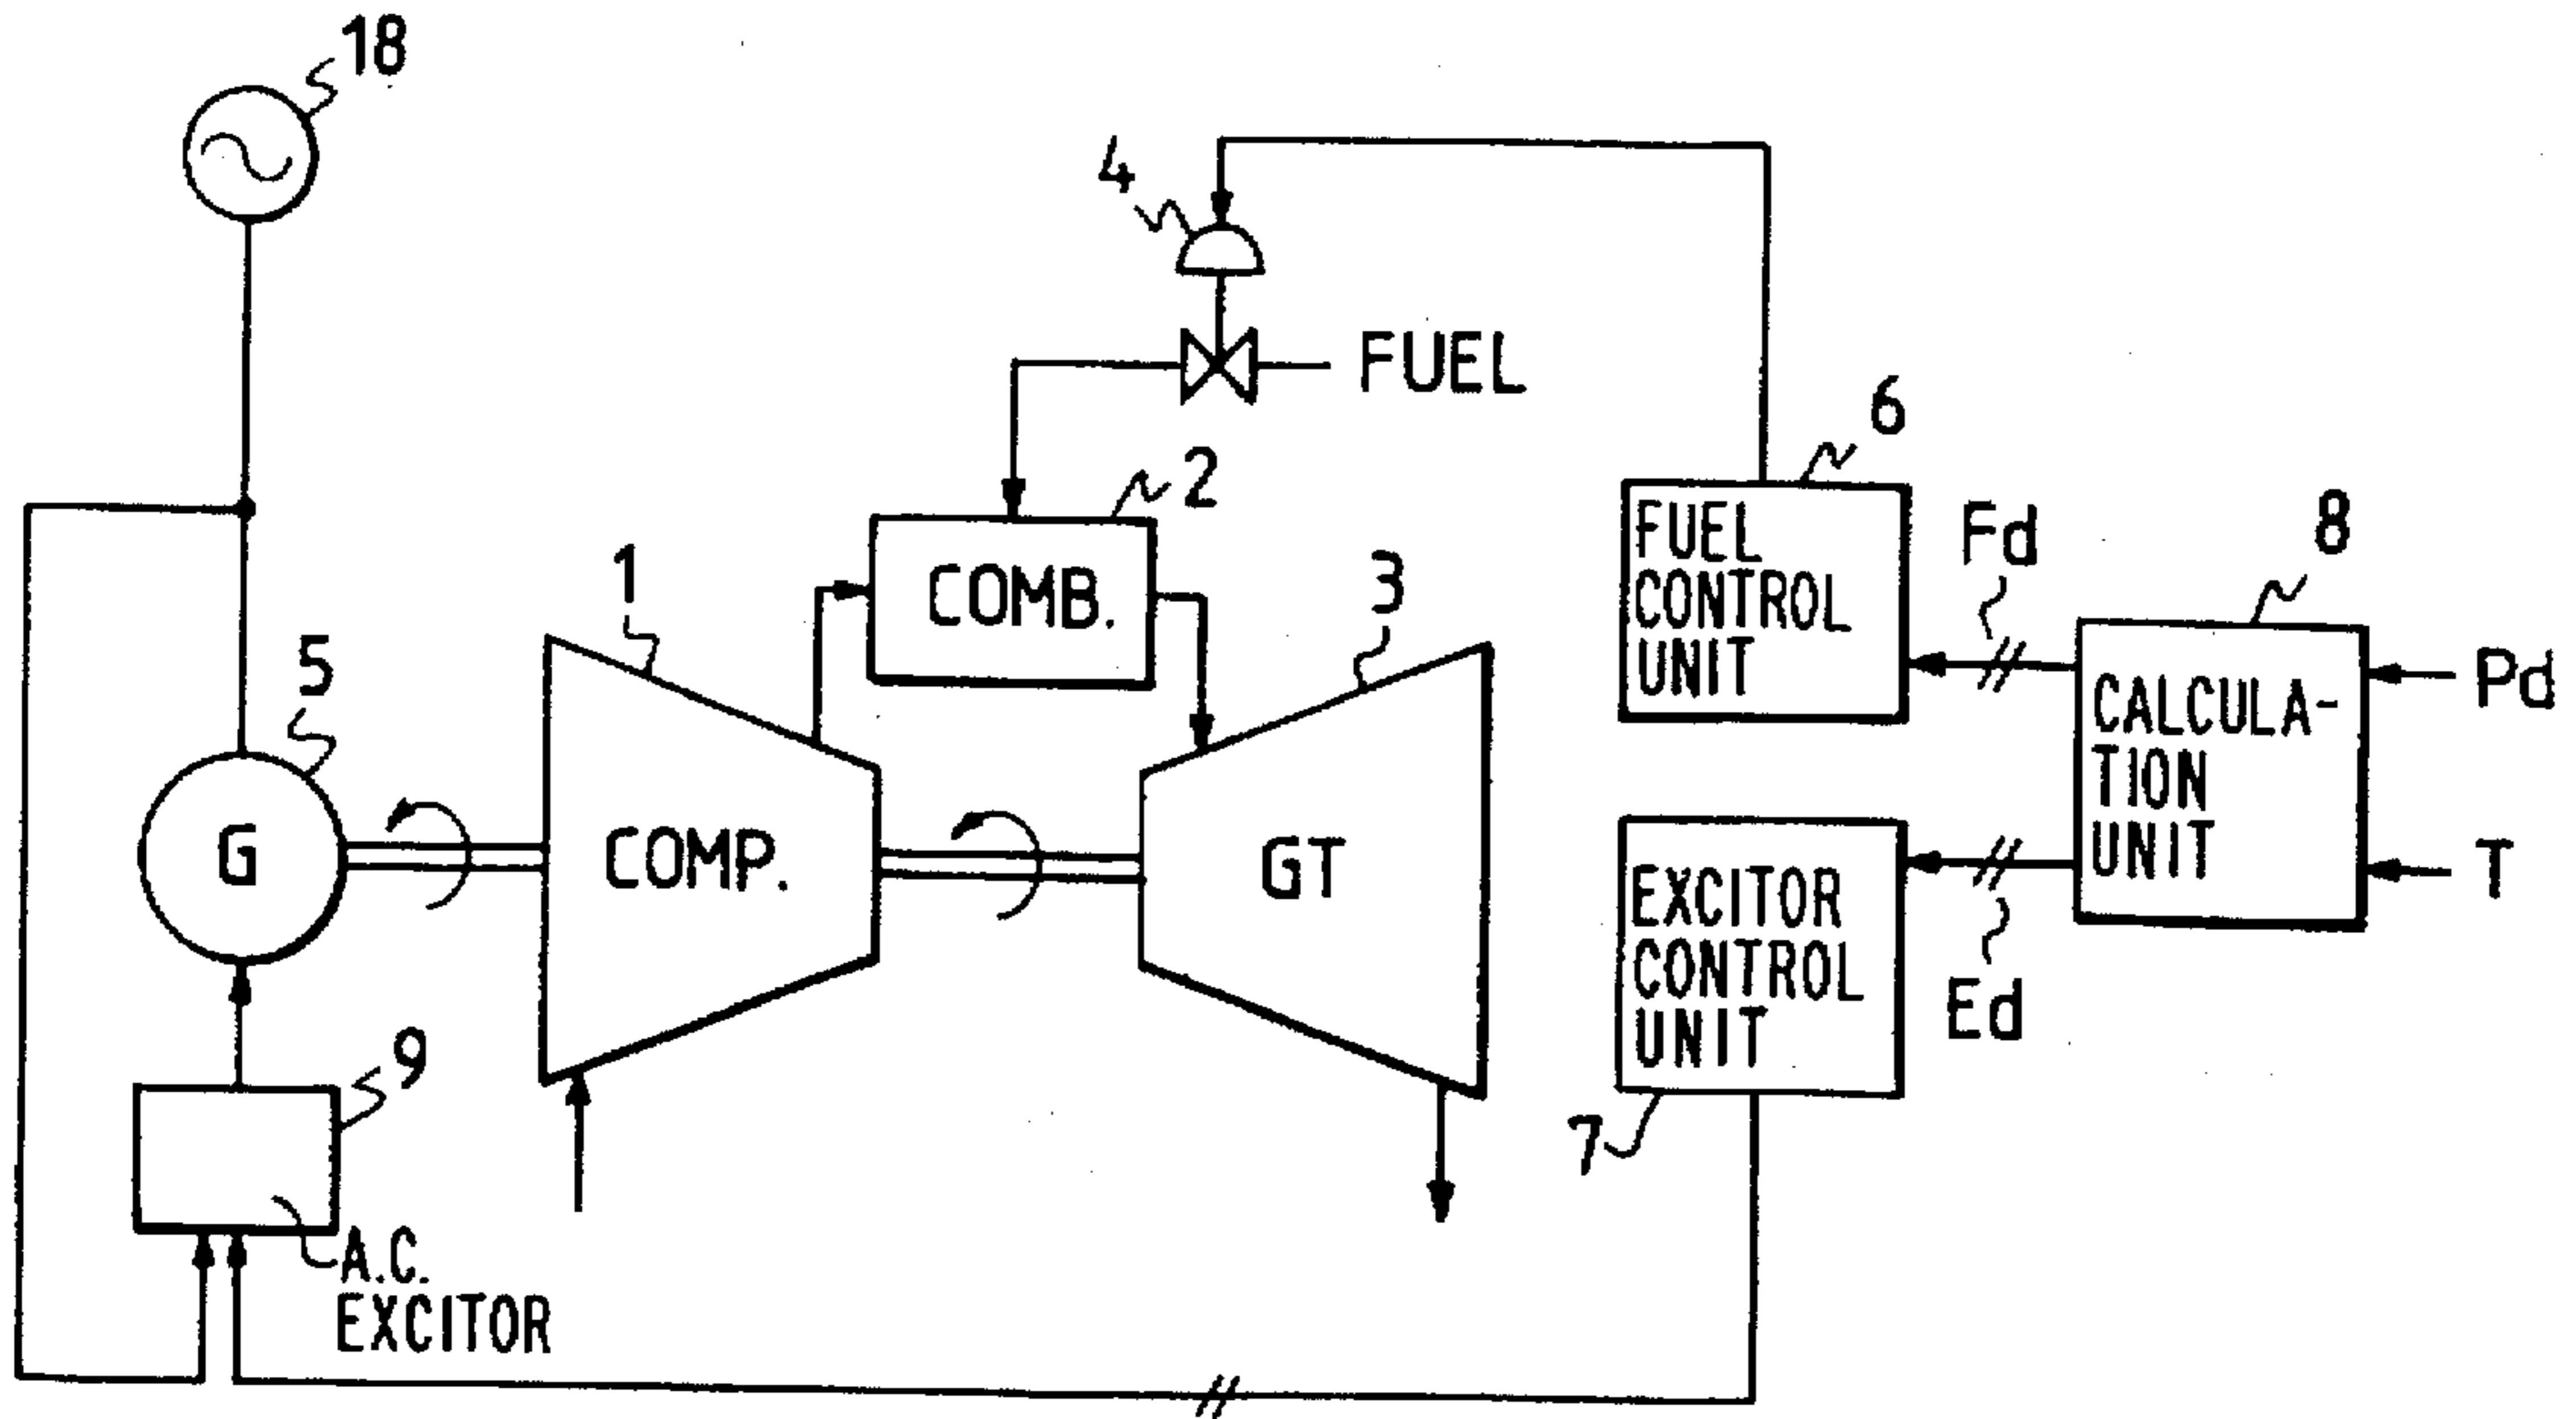 18
4
FUEL
6
2
FUEL
CONTROL
UNIT
Fd
8
COMB.
1
3
5
Pd
CALCULA-
TION
UNIT
G
COMP.
GT
T
EXCITOR
CONTROL
UNIT
Ed
9
7
A.C.
EXCITOR